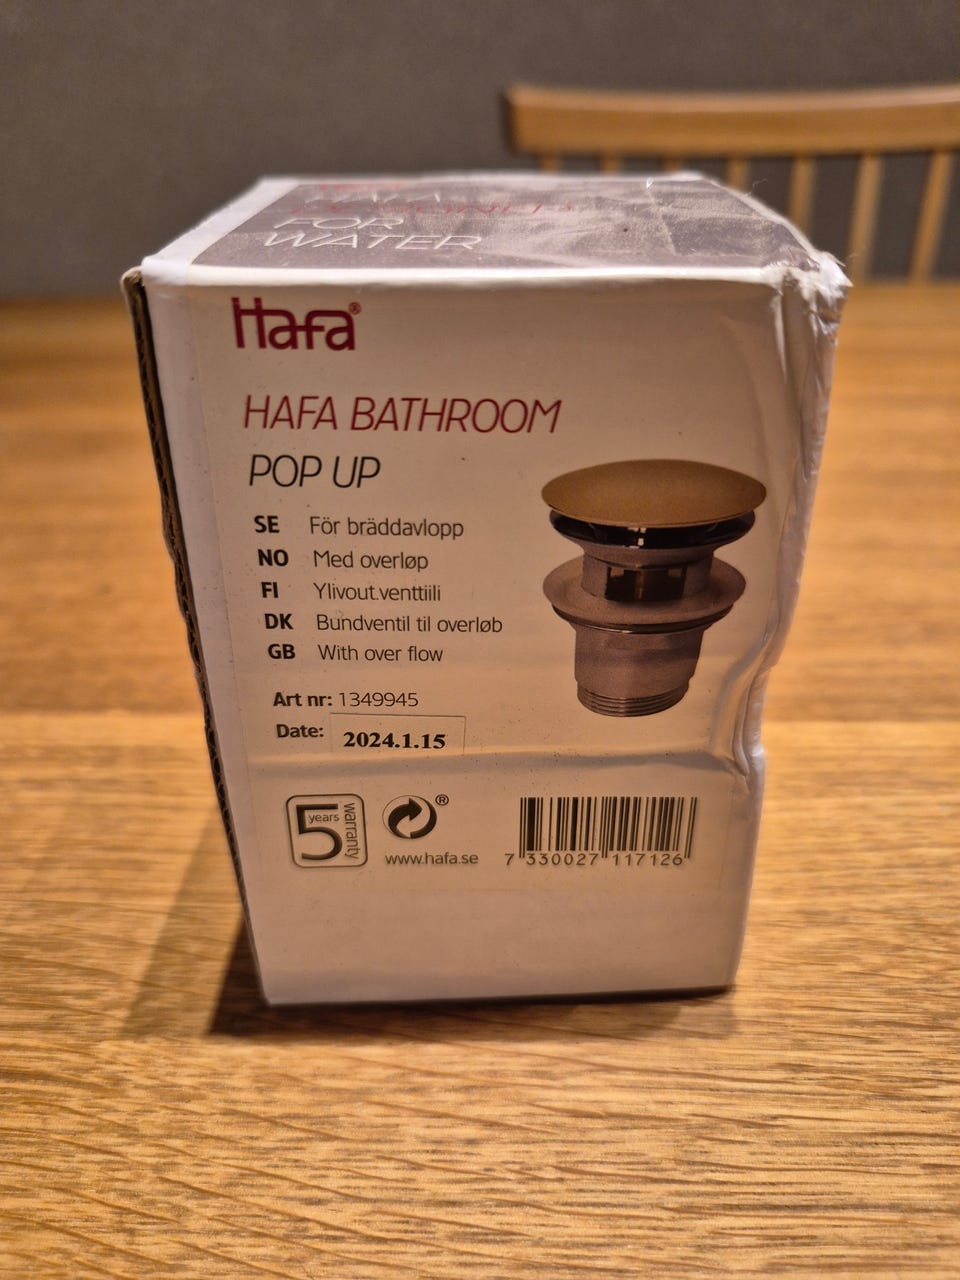 HAFA
FOR
WATER
Hafa®
HAFA BATHROOM
POP UP
SE För bräddavlopp
NO Med overløp
FI Ylivout.venttiili
DK Bundventil til overløb
GB With over flow
Art nr: 1349945
Date: 2024.1.15
5 years warranty
®
www.hafa.se
7 330027 117126